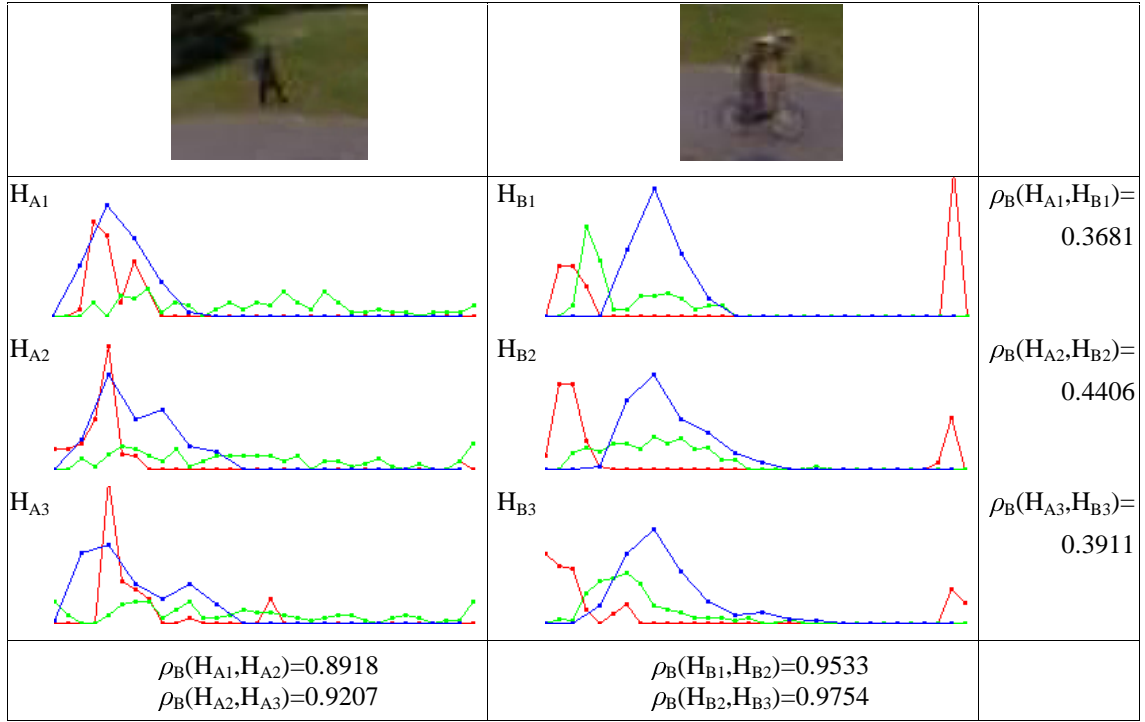 H_A1
H_B1
ρ_B(H_A1,H_B1)=
0.3681
H_A2
H_B2
ρ_B(H_A2,H_B2)=
0.4406
H_A3
H_B3
ρ_B(H_A3,H_B3)=
0.3911
ρ_B(H_A1,H_A2)=0.8918
ρ_B(H_A2,H_A3)=0.9207
ρ_B(H_B1,H_B2)=0.9533
ρ_B(H_B2,H_B3)=0.9754